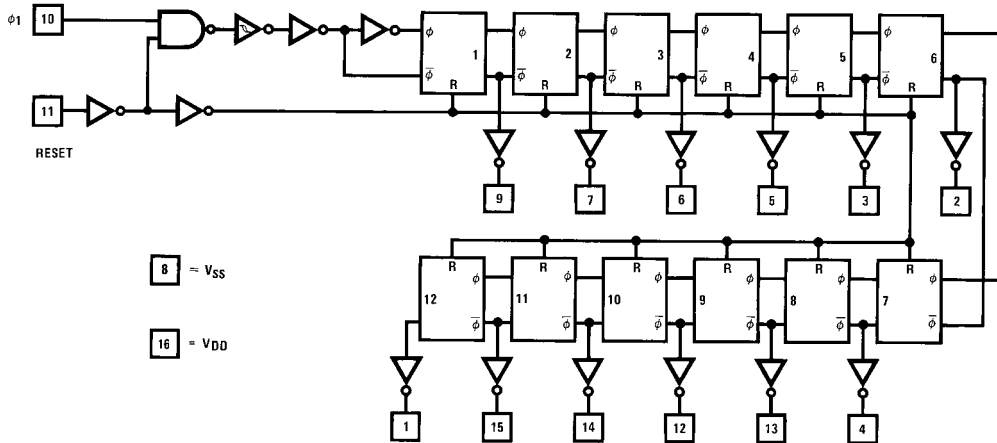 φ1 10
φ φ φ φ φ φ
1 2 3 4 5 6
φ̅ φ̅ φ̅ φ̅ φ̅ φ̅
R R R R R R
11
RESET
9 7 6 5 3 2
8 = VSS
R R R R R R
φ φ φ φ φ φ
12 11 10 9 8 7
φ̅ φ̅ φ̅ φ̅ φ̅ φ̅
16 = VDD
1 15 14 12 13 4